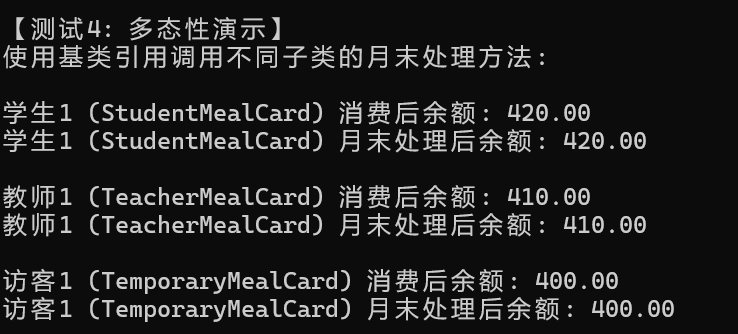 【测试4: 多态性演示】
使用基类引用调用不同子类的月末处理方法:
学生1 (StudentMealCard) 消费后余额: 420.00
学生1 (StudentMealCard) 月末处理后余额: 420.00
教师1 (TeacherMealCard) 消费后余额: 410.00
教师1 (TeacherMealCard) 月末处理后余额: 410.00
访客1 (TemporaryMealCard) 消费后余额: 400.00
访客1 (TemporaryMealCard) 月末处理后余额: 400.00